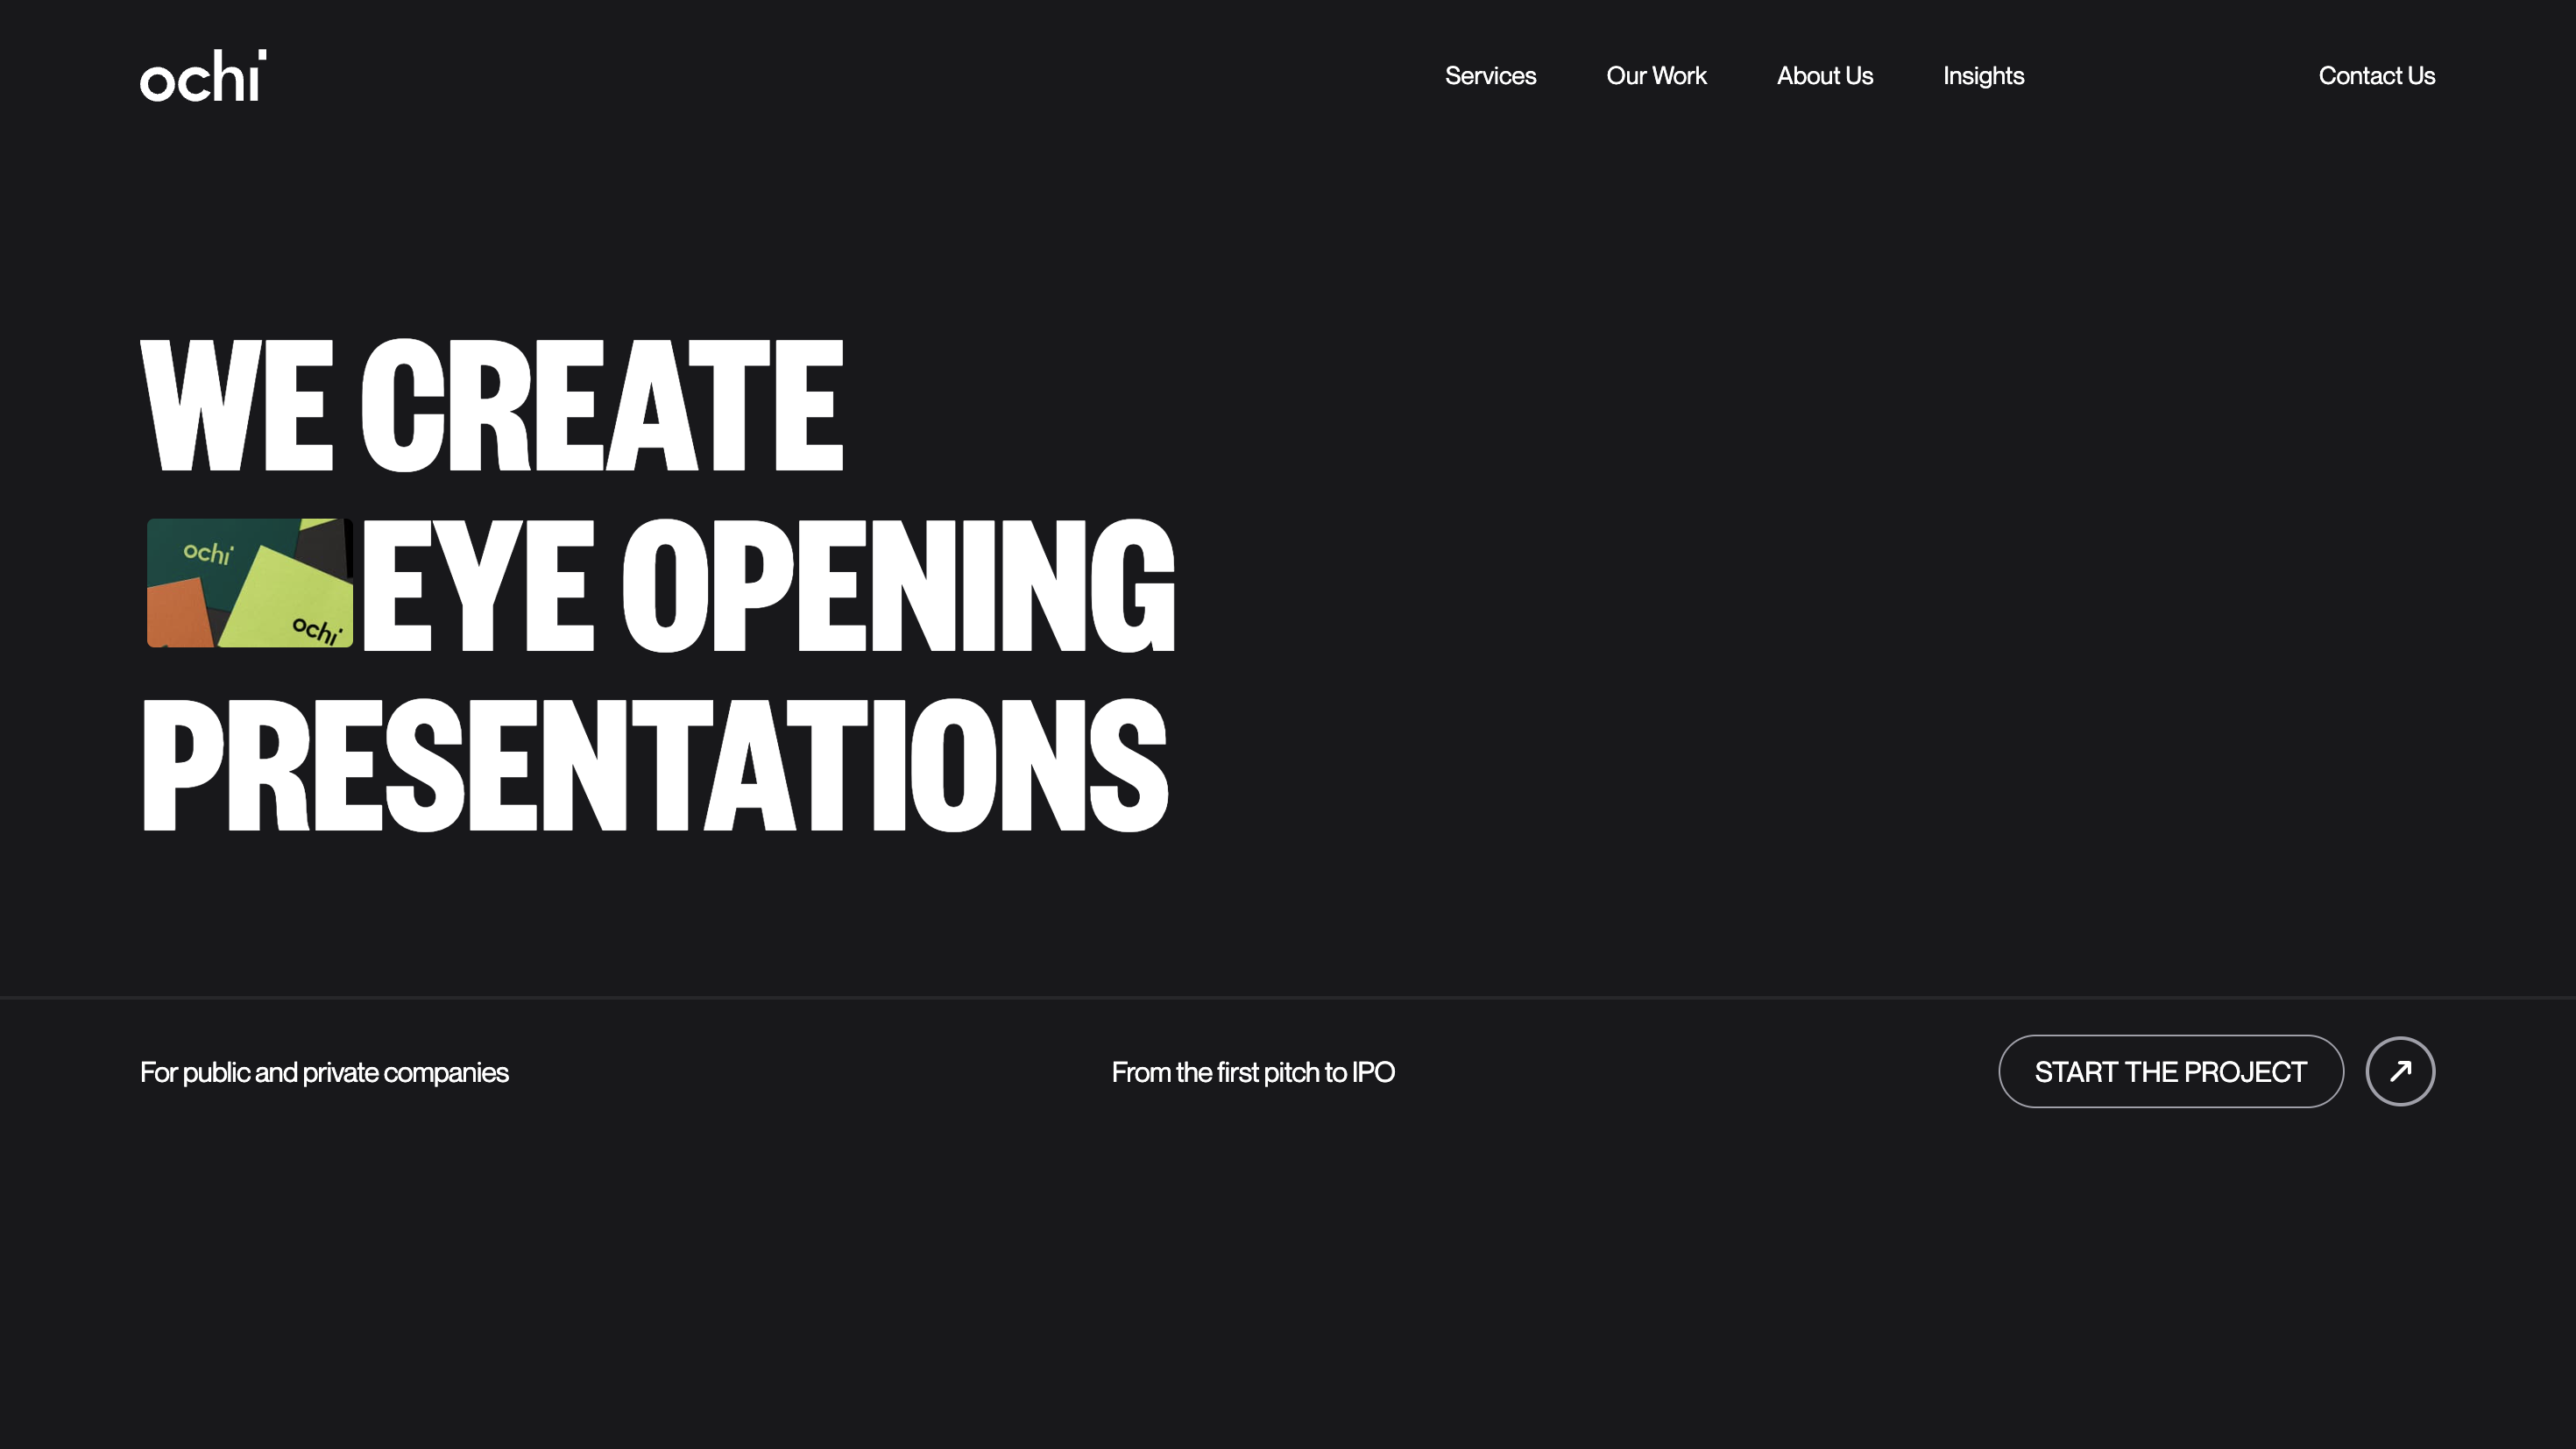 ochi
Services Our Work About Us Insights Contact Us
WE CREATE
ochi
ochi
EYE OPENING
PRESENTATIONS
For public and private companies From the first pitch to IPO START THE PROJECT